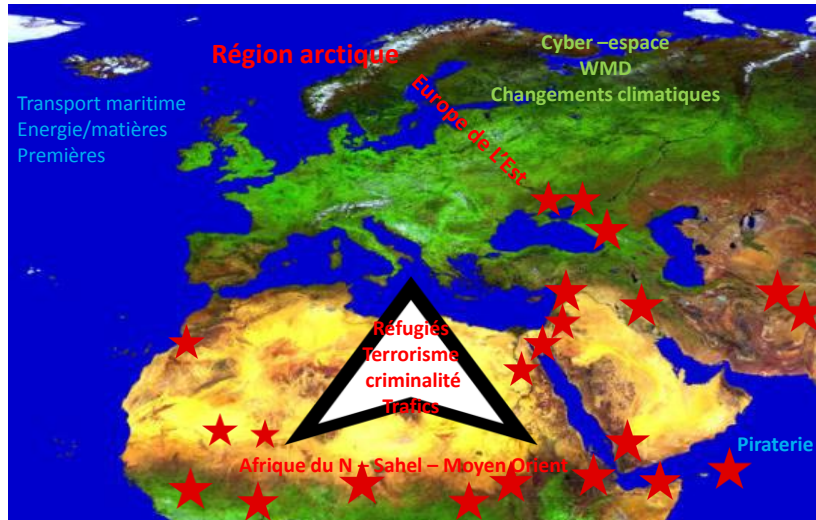 Région arctique
Cyber –espace
WMD
Changements climatiques
Transport maritime
Energie/matières
Premières
Europe de L'Est
Réfugiés
Terrorisme
criminalité
Trafics
Piraterie
Afrique du N – Sahel – Moyen Orient